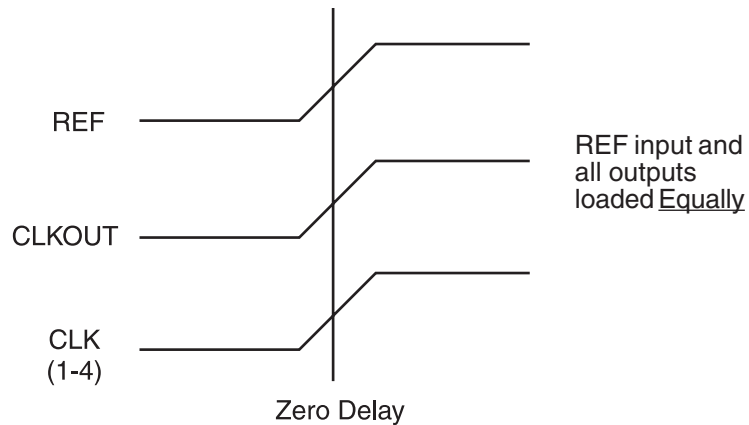 REF
REF input and
all outputs
loaded Equally
CLKOUT
CLK
(1-4)
Zero Delay